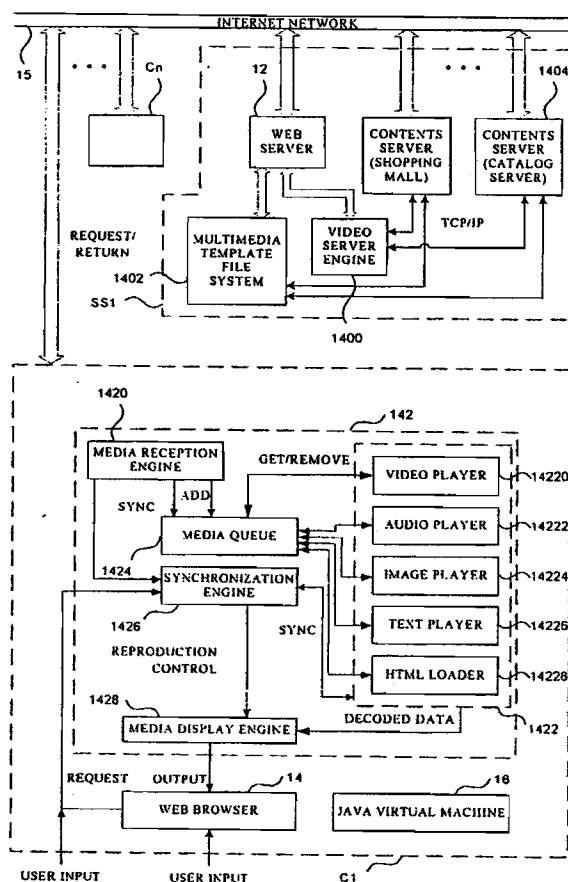 INTERNET NETWORK
15
Cn
12
1404
WEB
SERVER
CONTENTS
SERVER
(SHOPPING
MALL)
CONTENTS
SERVER
(CATALOG
SERVER)
REQUEST/
RETURN
MULTIMEDIA
TEMPLATE
FILE
SYSTEM
VIDEO
SERVER
ENGINE
TCP/IP
1402
SS1
1400
1420
142
MEDIA RECEPTION
ENGINE
GET/REMOVE
VIDEO PLAYER
14220
SYNC
ADD
MEDIA QUEUE
AUDIO PLAYER
14222
1424
SYNCHRONIZATION
ENGINE
IMAGE PLAYER
14224
1426
SYNC
TEXT PLAYER
14226
REPRODUCTION
CONTROL
HTML LOADER
14228
1428
DECODED DATA
1422
MEDIA DISPLAY ENGINE
REQUEST
OUTPUT
14
16
WEB BROWSER
JAVA VIRTUAL MACHINE
USER INPUT
USER INPUT
C1